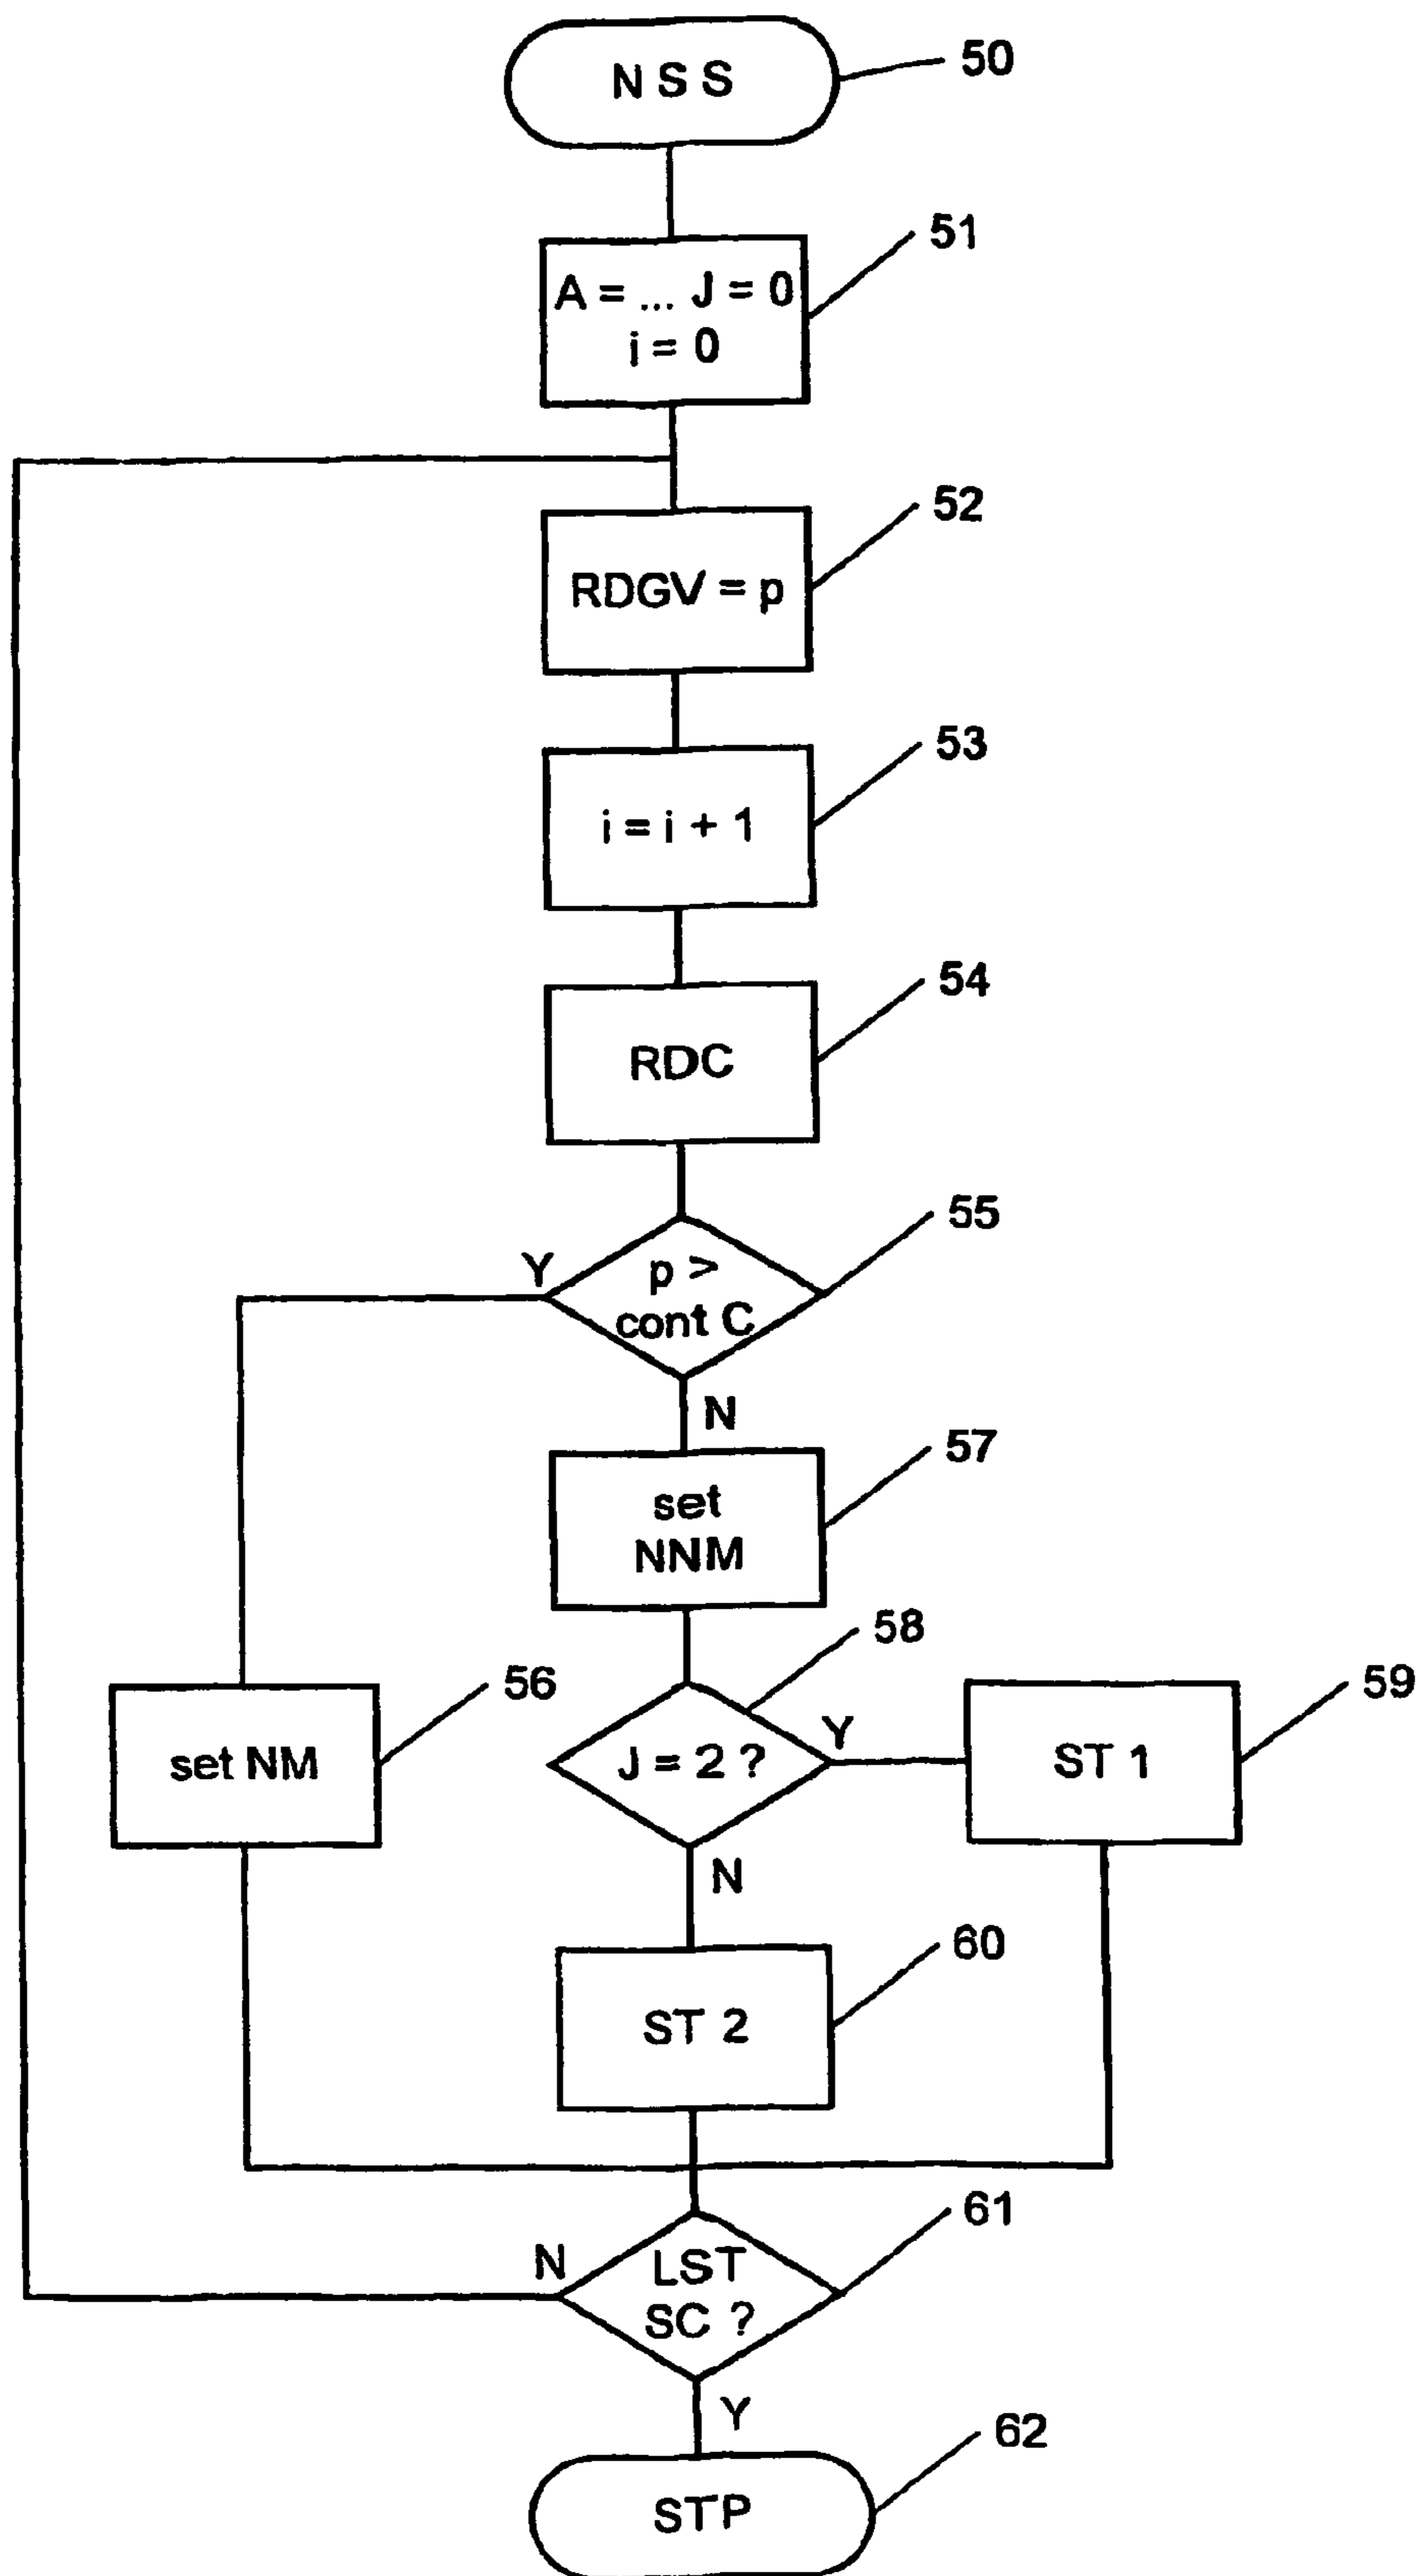 N S S
50
A = ... J = 0
i = 0
51
RDGV = p
52
i = i + 1
53
RDC
54
p >
cont C
55
Y
N
set
NNM
57
58
set NM
56
J = 2 ?
Y
N
ST 1
59
ST 2
60
LST
SC ?
61
N
Y
STP
62